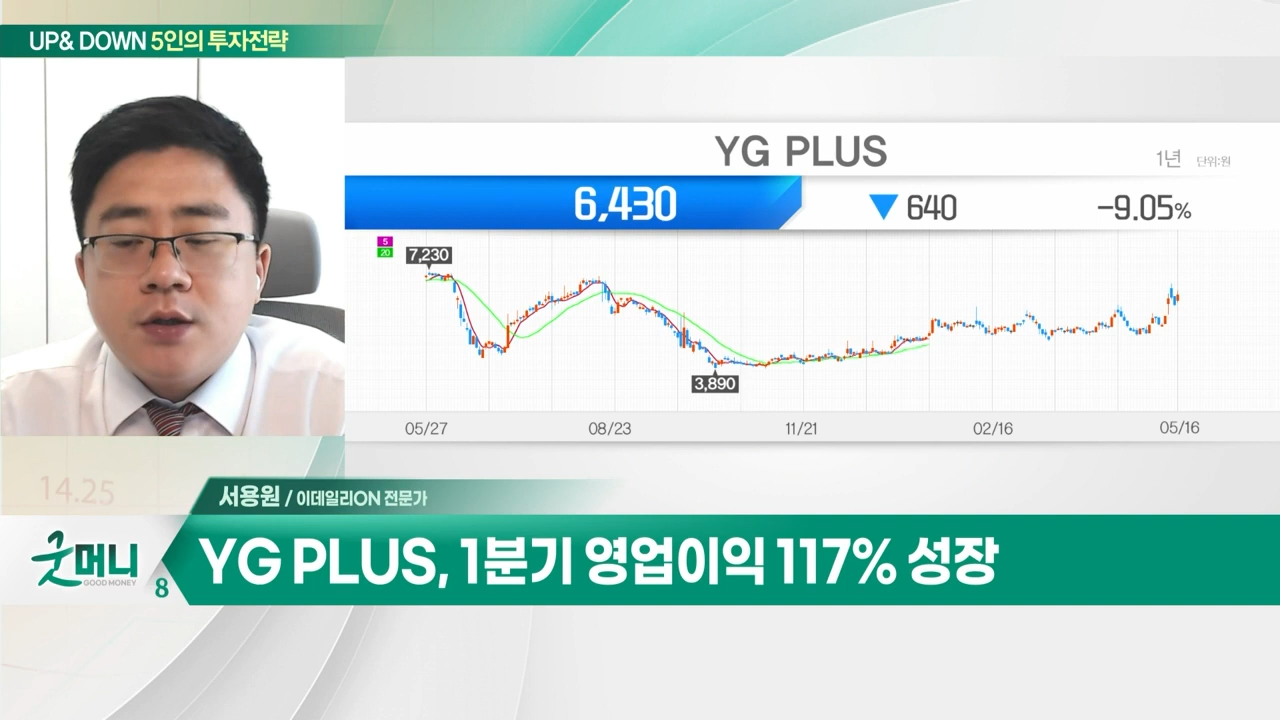 UP& DOWN 5인의 투자전략
YG PLUS
1년 단위:원
6,430 ▼ 640 -9.05%
5
20
7,230
3,890
05/27 08/23 11/21 02/16 05/16
14.25
서용원 / 이데일리ON 전문가
굿머니
GOOD MONEY
8
YG PLUS, 1분기 영업이익 117% 성장